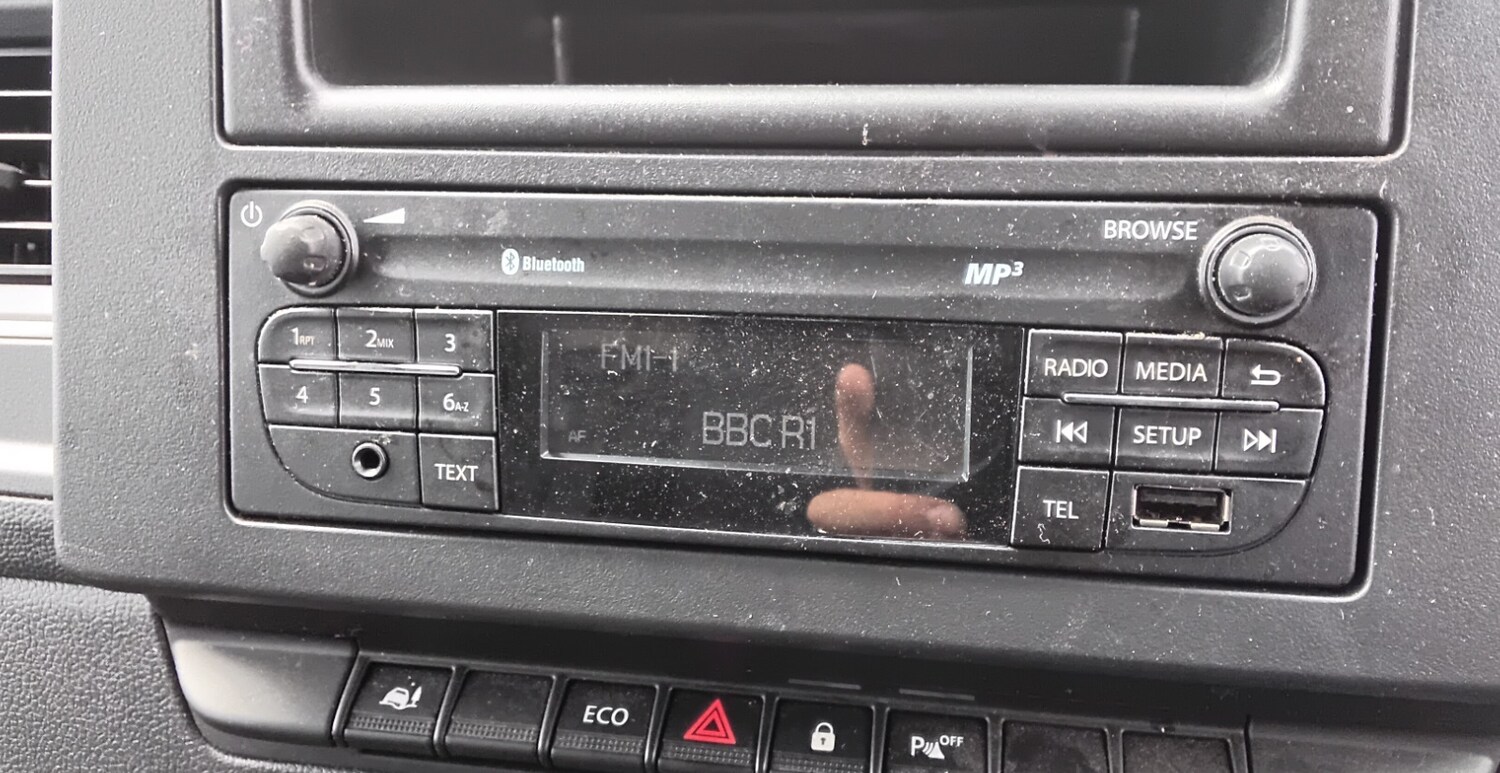 BROWSE
Bluetooth
MP3
1RPT 2MIX 3
4 5 6A-Z
TEXT
FM1-1
BBC R1
AF
RADIO MEDIA
SETUP
TEL
ECO
P OFF